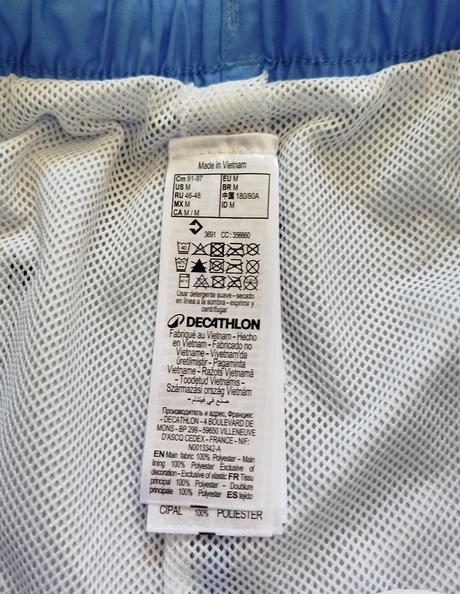 Made in Vietnam
Cm 91-97 EU M
US M BR M
RU 46-48 中国 180/80A
MX M ID M
CA M / M
3691 CC: 356660
Usar detergente suave - secado
en línea a la sombra - exprimir y
centrifugar
DECATHLON
Fabriqué au Vietnam - Hecho
en Vietnam - Fabricado no
Vietname - Viyetnam'da
üretilmiştir - Pagaminta
Vietname - Ražots Vietnamā
- Toodetud Vietnamis -
Származási ország Vietnám
- صنع في فيتنام -
Производитель и адрес, Франция:
- DECATHLON - 4 BOULEVARD DE
MONS – BP 299 - 59650 VILLENEUVE
D'ASCQ CEDEX - FRANCE - NIF:
N0013342-A
EN Main fabric 100% Polyester - Main
lining 100% Polyester Exclusive of
decoration - Exclusive of elastic FR Tissu
principal 100% Polyester - Doublure
principale 100% Polyester ES tejido
CIPAL 100% POLIESTER